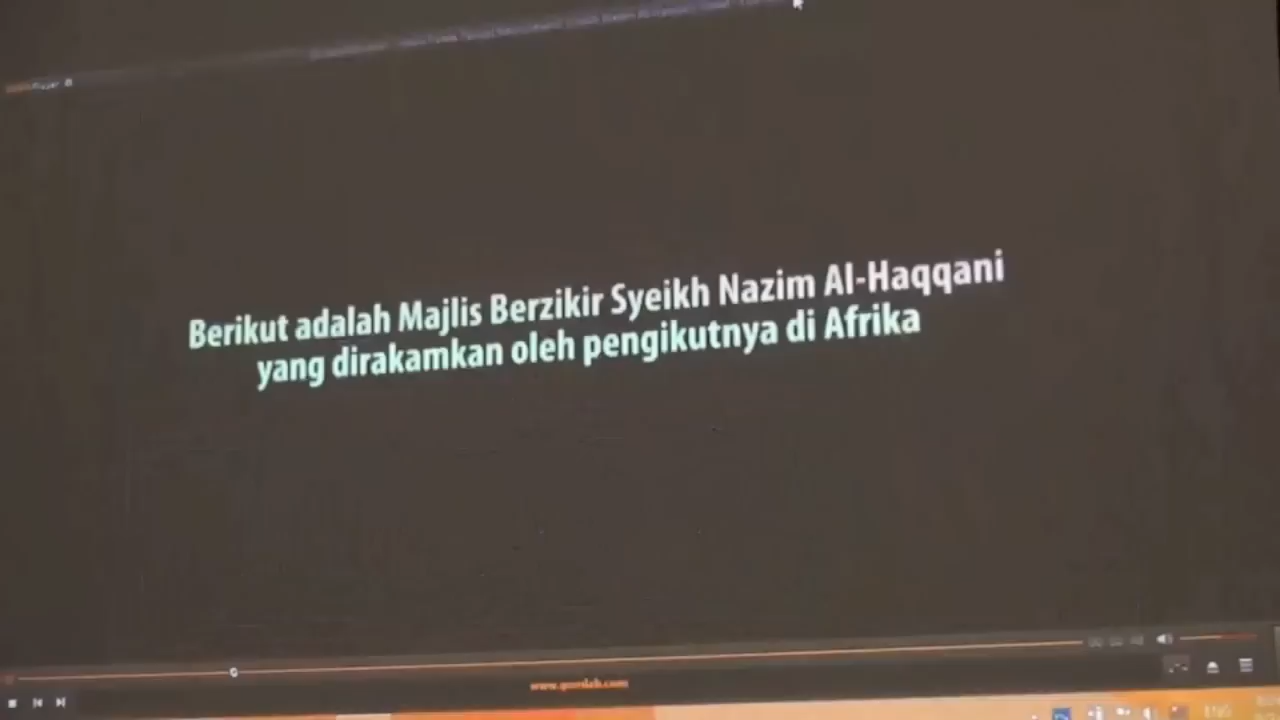 Berikut adalah Majlis Berzikir Syeikh Nazim Al-Haqqani
yang dirakamkan oleh pengikutnya di Afrika